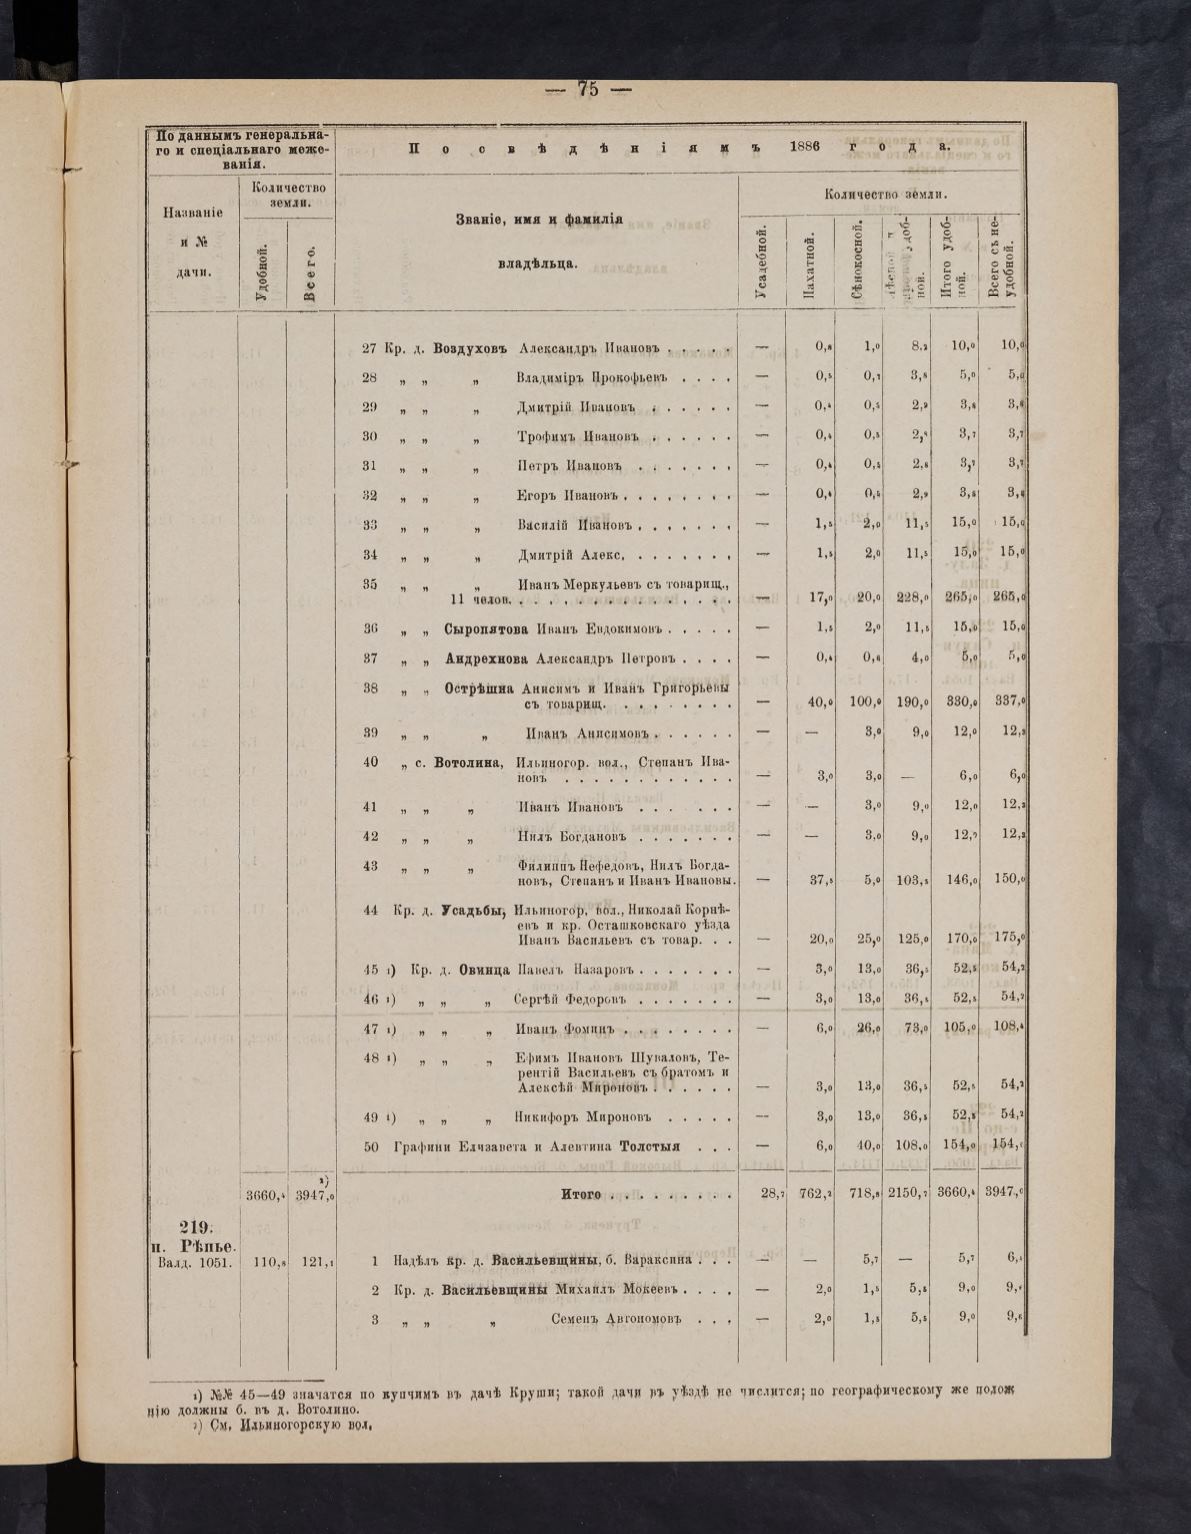 — 75 —
По даннымъ генеральна-
го и спеціальнаго меже-
ванія.
По свѣдѣніямъ 1886 года.
Названіе
и №
дачи.
Количество
земли.
Удобной.
Всего.
Званіе, имя и фамилія
владѣльца.
Количество земли.
Усадебной.
Пахатной.
Сѣнокосной.
Итого удоб-
ной.
Всего съ не-
удобной.
27 Кр. д. Воздуховъ Александръ Ивановъ . . . . . — 0,8 1,0 8,2 10,0 10,0
28 „ „ „ Владиміръ Прокофьевъ . . . . — 0,5 0,7 3,8 5,0 5,0
29 „ „ „ Дмитрій Ивановъ . . . . . . — 0,4 0,5 2,9 3,8 3,8
30 „ „ „ Трофимъ Ивановъ . . . . . . — 0,4 0,5 2,8 3,7 3,7
31 „ „ „ Петръ Ивановъ . . . . . . . — 0,4 0,5 2,8 3,7 3,7
32 „ „ „ Егоръ Ивановъ . . . . . . . . — 0,4 0,5 2,9 3,8 3,8
33 „ „ „ Василій Ивановъ . . . . . . . — 1,5 2,0 11,5 15,0 15,0
34 „ „ „ Дмитрій Алекс. . . . . . . . — 1,5 2,0 11,5 15,0 15,0
35 „ „ „ Иванъ Меркульевъ съ товарищ.,
11 челов. . . . . . . . . . . . . . . . — 17,0 20,0 228,0 265,0 265,0
36 „ „ Сыропятова Иванъ Евдокимовъ . . . . . — 1,5 2,0 11,5 15,0 15,0
37 „ „ Андрехнова Александръ Петровъ . . . . — 0,4 0,6 4,0 5,0 5,0
38 „ „ Острѣшна Анисимъ и Иванъ Григорьевы
съ товарищ. . . . . . . . . . — 40,0 100,0 190,0 330,0 337,0
39 „ „ „ Иванъ Анисимовъ . . . . . . — — 3,0 9,0 12,0 12,3
40 „ с. Вотолина, Ильиногор. вол., Степанъ Ива-
новъ . . . . . . . . . . . . — 3,0 3,0 — 6,0 6,0
41 „ „ „ Иванъ Ивановъ . . . . . . — — 3,0 9,0 12,0 12,3
42 „ „ „ Нилъ Богдановъ . . . . . . . — — 3,0 9,0 12,0 12,3
43 „ „ „ Филиппъ Нефедовъ, Нилъ Богда-
новъ, Степанъ и Иванъ Ивановы. — 37,5 5,0 103,5 146,0 150,0
44 Кр. д. Усадьбы, Ильиногор. вол., Николай Корнѣ-
евъ и кр. Осташковскаго уѣзда
Иванъ Васильевъ съ товар. . . — 20,0 25,0 125,0 170,0 175,0
45 ¹) Кр. д. Овинца Павелъ Назаровъ . . . . . . . — 3,0 13,0 36,5 52,5 54,2
46 ¹) „ „ „ Сергѣй Федоровъ . . . . . . . — 3,0 13,0 36,5 52,5 54,2
47 ¹) „ „ „ Иванъ Фоминъ . . . . . . . . — 6,0 26,0 73,0 105,0 108,4
48 ¹) „ „ „ Ефимъ Ивановъ Шуваловъ, Те-
рентій Васильевъ съ братомъ и
Алексѣй Мироновъ . . . . . . — 3,0 13,0 36,5 52,5 54,2
49 ¹) „ „ „ Никифоръ Мироновъ . . . . . — 3,0 13,0 36,5 52,5 54,2
50 Графини Елизавета и Алевтина Толстыя . . . — 6,0 40,0 108,0 154,0 154,
²)
3660,4 3947,0 Итого . . . . . . . . . 28,7 762,2 718,8 2150,7 3660,4 3947,0
219.
п. Рѣпье.
Валд. 1051. 110,8 121,1 1 Надѣлъ кр. д. Васильевщины, б. Вараксина . . . — — 5,7 — 5,7 6,
2 Кр. д. Васильевщины Михаилъ Мокеевъ . . . . — 2,0 1,5 5,5 9,0 9,
3 „ „ „ Семенъ Автономовъ . . . — 2,0 1,5 5,5 9,0 9,6
¹) №№ 45—49 значатся по купчимъ въ дачѣ Круши; такой дачи въ уѣздѣ не числится; по географическому же полож
нію должны б. въ д. Вотолино.
²) См. Ильиногорскую вол.